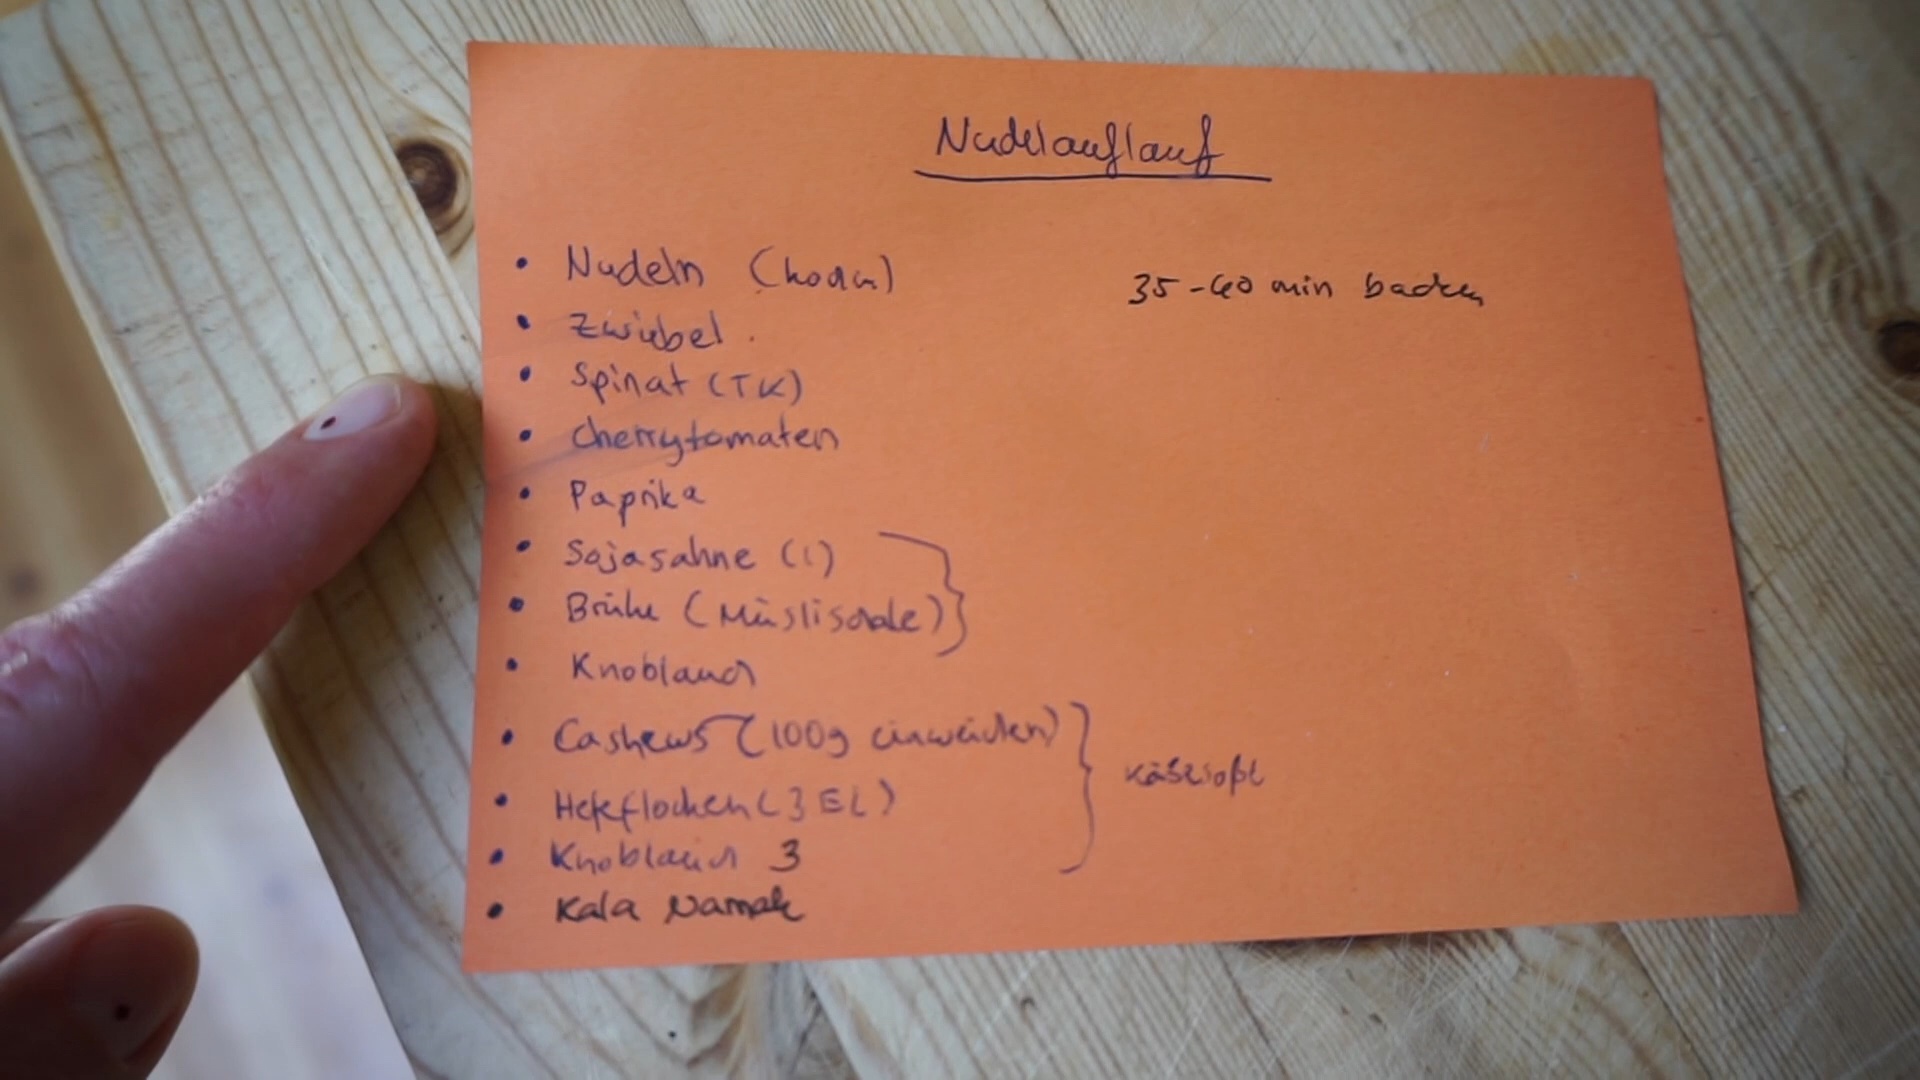 Nudelauflauf
• Nudeln (kochen)
35-40 min backen
• Zwiebel
• Spinat (TK)
• Cherrytomaten
• Paprika
• Sojasahne (1)
• Brühe (Müslischale)
• Knoblauch
• Cashews (100g einweichen)
• Hefeflocken (3 EL)
Käsesoße
• Knoblauch 3
• Kala Namak